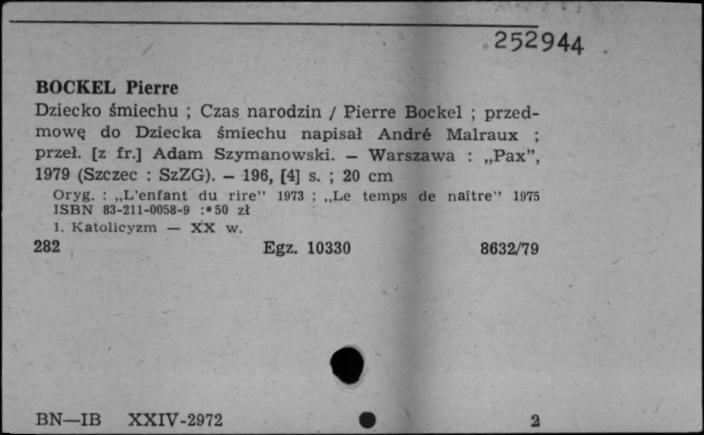 252944
BOCKEL Pierre
Dziecko śmiechu ; Czas narodzin / Pierre Bockel ; przed-
mowę do Dziecka śmiechu napisał André Malraux ;
przeł. [z fr.] Adam Szymanowski. — Warszawa : „Pax”,
1979 (Szczec : SzZG). — 196, [4] s. ; 20 cm
Oryg. : „L'enfant du rire” 1973 ; „Le temps de naître” 1975
ISBN 83-211-0058-9 : 50 zł
1. Katolicyzm — XX w.
282 Egz. 10330 8632/79
BN—IB XXIV-2972 2